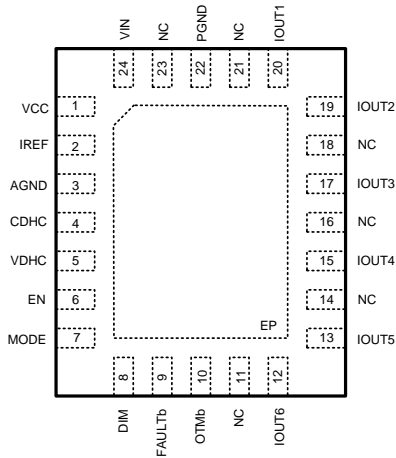 VIN
NC
PGND
NC
IOUT1
24
23
22
21
20
VCC 1
IREF 2
AGND 3
CDHC 4
VDHC 5
EN 6
MODE 7
19 IOUT2
18 NC
17 IOUT3
16 NC
15 IOUT4
14 NC
13 IOUT5
EP
8
9
10
11
12
DIM
FAULTb
OTMb
NC
IOUT6